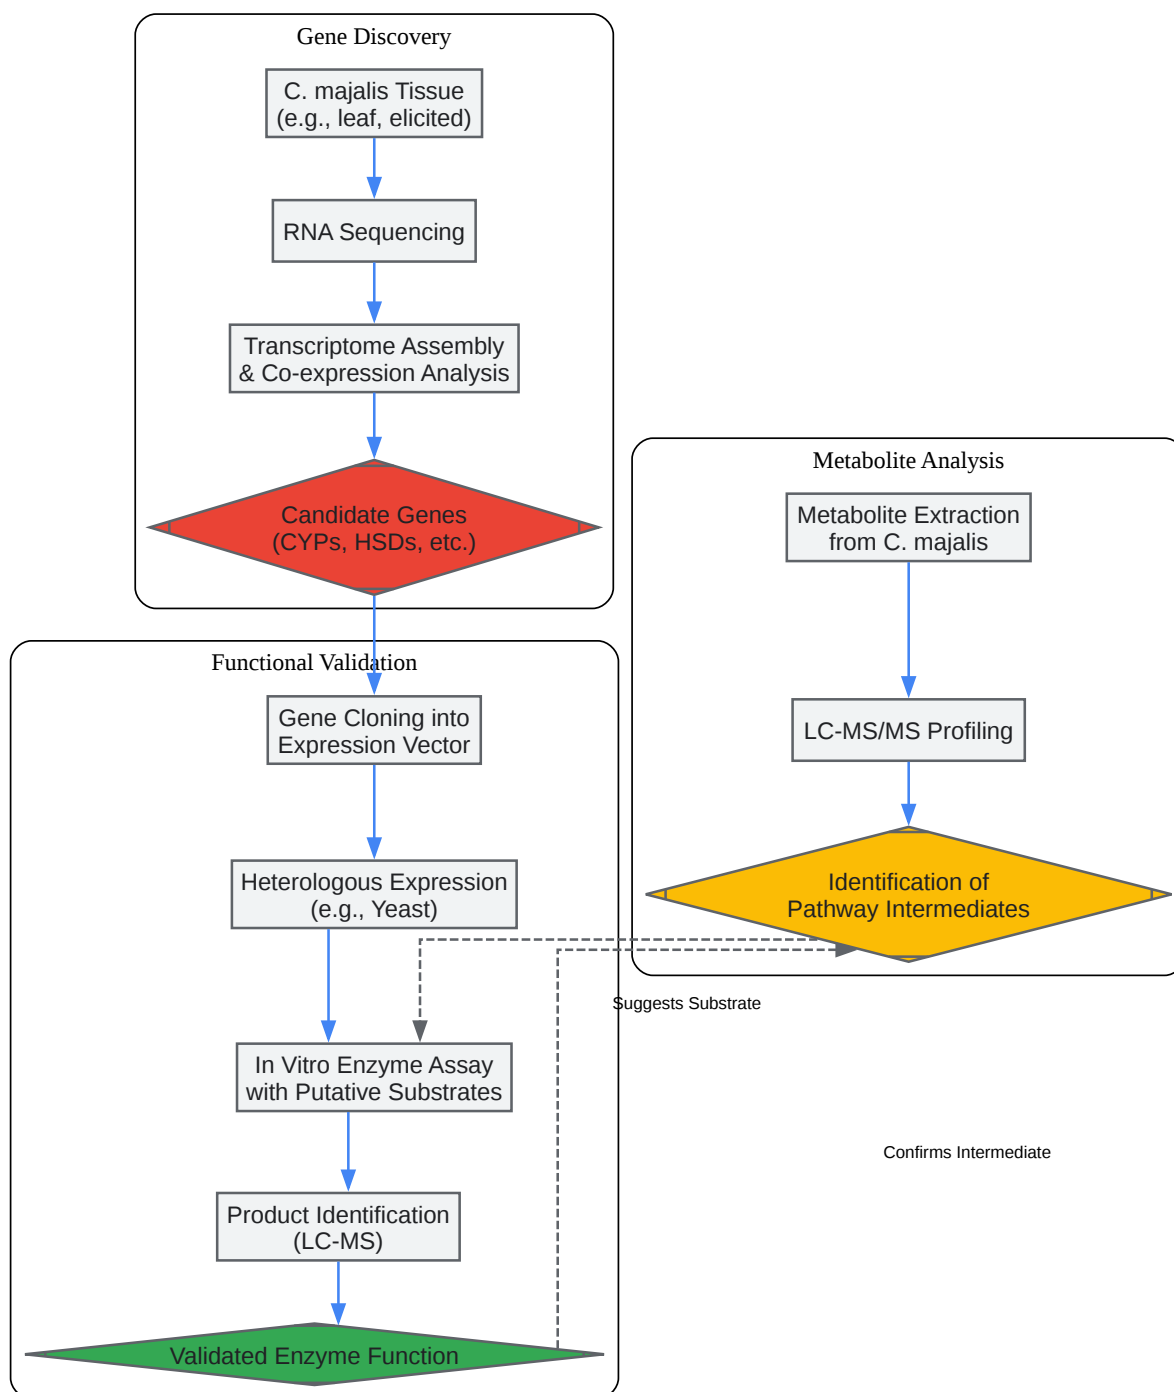 Gene Discovery
C. majalis Tissue
(e.g., leaf, elicited)
RNA Sequencing
Transcriptome Assembly
& Co-expression Analysis
Candidate Genes
(CYPs, HSDs, etc.)
Metabolite Analysis
Metabolite Extraction
from C. majalis
LC-MS/MS Profiling
Identification of
Pathway Intermediates
Functional Validation
Gene Cloning into
Expression Vector
Heterologous Expression
(e.g., Yeast)
Suggests Substrate
In Vitro Enzyme Assay
with Putative Substrates
Confirms Intermediate
Product Identification
(LC-MS)
Validated Enzyme Function